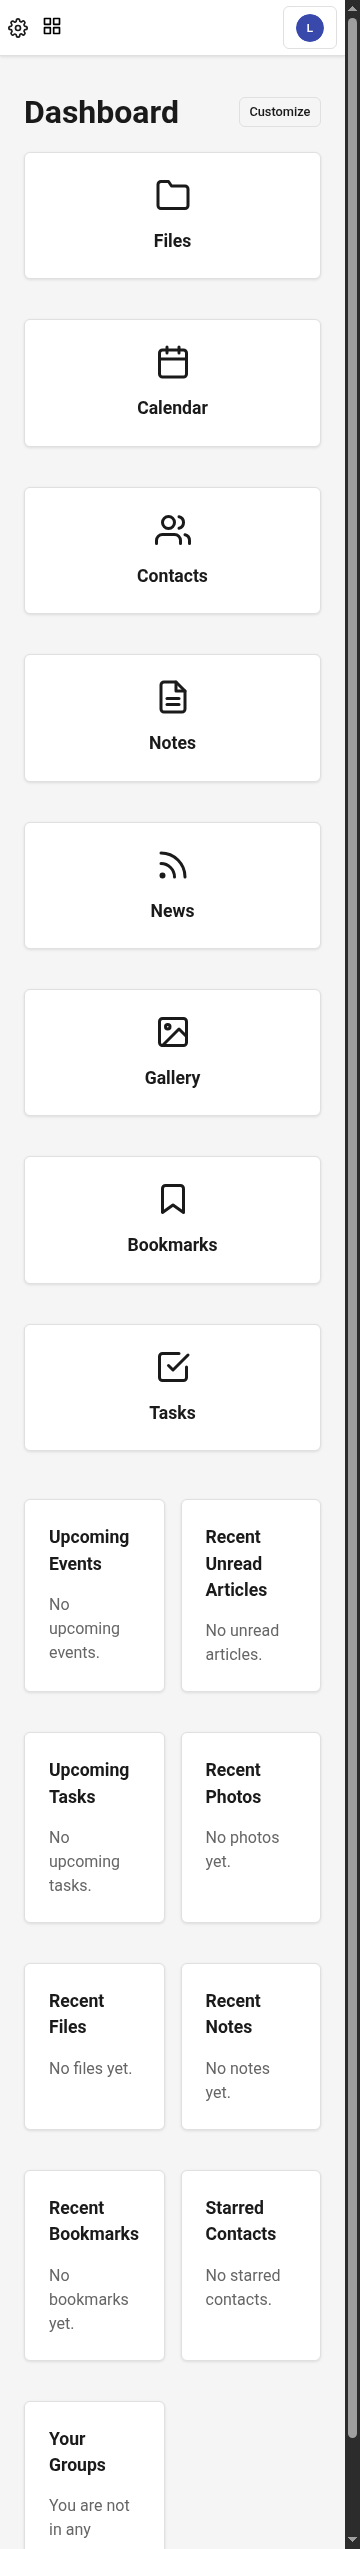 L
Dashboard
Customize
Files
Calendar
Contacts
Notes
News
Gallery
Bookmarks
Tasks
Upcoming
Events
No
upcoming
events.
Recent
Unread
Articles
No unread
articles.
Upcoming
Tasks
No
upcoming
tasks.
Recent
Photos
No photos
yet.
Recent
Files
No files yet.
Recent
Notes
No notes
yet.
Recent
Bookmarks
No
bookmarks
yet.
Starred
Contacts
No starred
contacts.
Your
Groups
You are not
in any